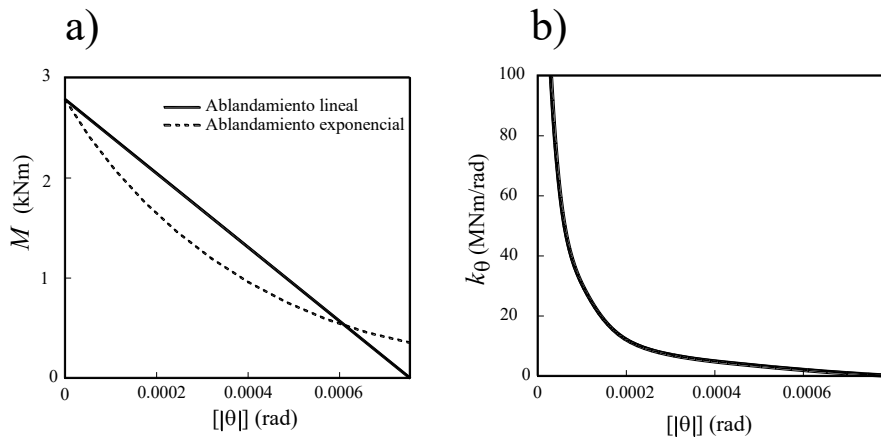 a)
3
2
1
0
M (kNm)
Ablandamiento lineal
Ablandamiento exponencial
0 0.0002 0.0004 0.0006
[|θ|] (rad)
b)
100
80
60
40
20
0
kθ (MNm/rad)
0 0.0002 0.0004 0.0006
[|θ|] (rad)